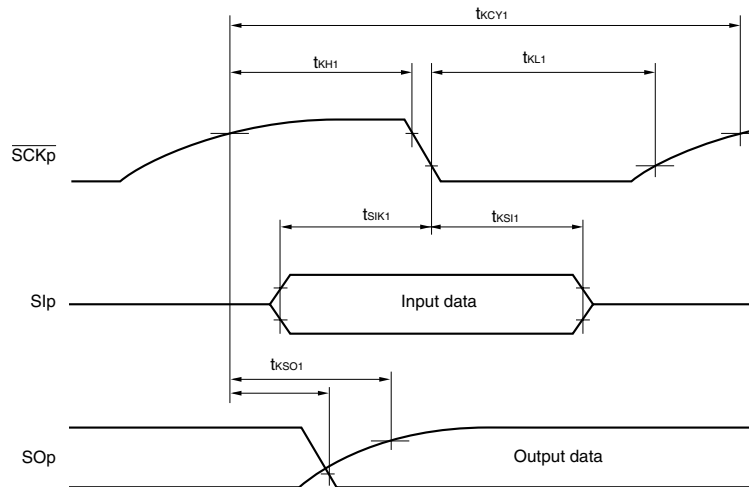 tKCY1
tKH1
tKL1
SCKp
tSIK1
tKSI1
SIp
Input data
tKSO1
SOp
Output data